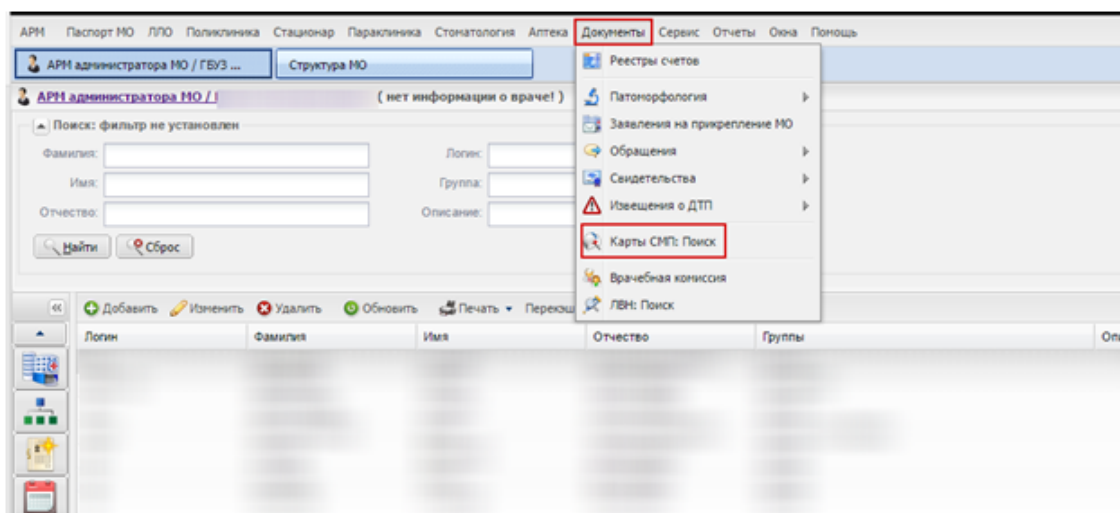 АРМ Паспорт МО ЛЛО Поликлиника Стационар Параклиника Стоматология Аптека Документы Сервис Отчеты Окна Помощь
АРМ администратора МО / ГБУЗ ... Структура МО
АРМ администратора МО / ( нет информации о враче! )
Поиск: фильтр не установлен
Фамилия: Логин:
Имя: Группа:
Отчество: Описание:
Найти Сброс
Реестры счетов
Патоморфология
Заявления на прикрепление МО
Обращения
Свидетельства
Извещения о ДТП
Карты СМП: Поиск
Врачебная комиссия
ЛВН: Поиск
Добавить Изменить Удалить Обновить Печать
Логин Фамилия Имя Отчество Группы